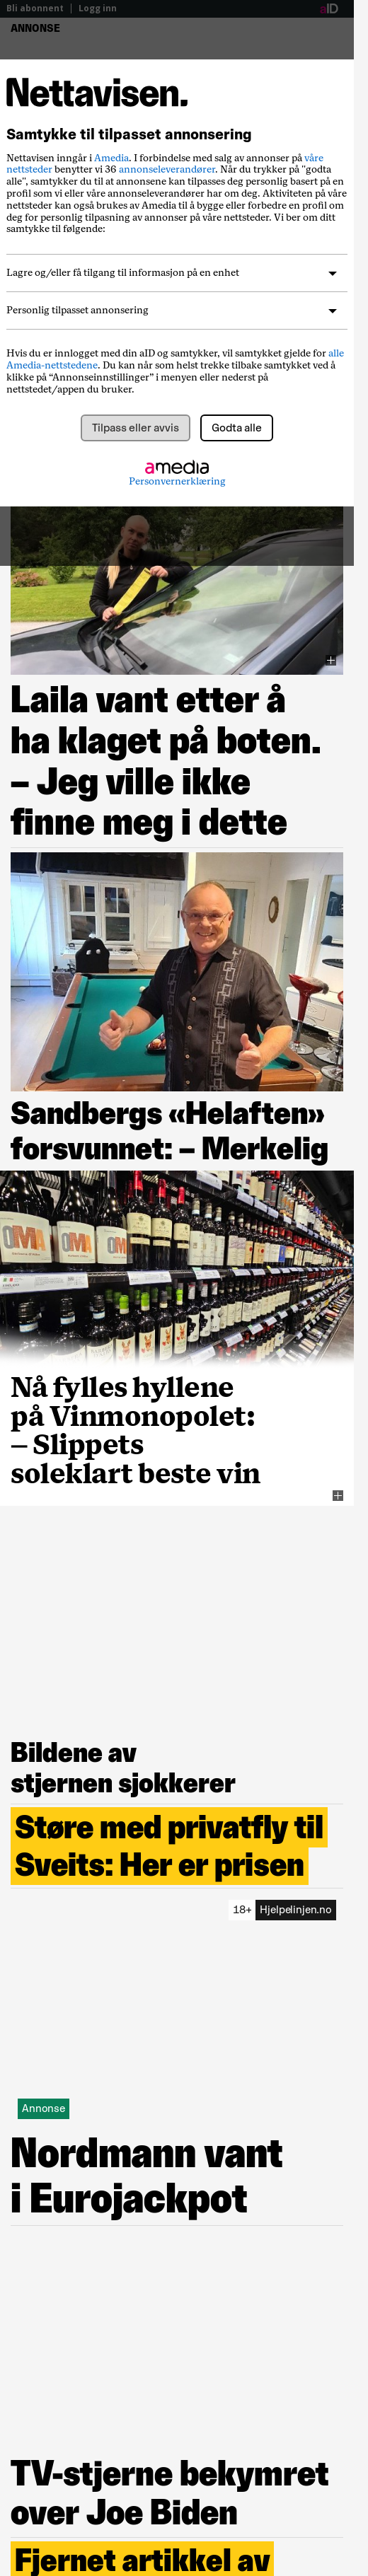 Bli abonnent | Logg inn aID
ANNONSE
Nettavisen.
Samtykke til tilpasset annonsering
Nettavisen inngår i Amedia. I forbindelse med salg av annonser på våre
nettsteder benytter vi 36 annonseleverandører. Når du trykker på "godta
alle", samtykker du til at annonsene kan tilpasses deg personlig basert på en
profil som vi eller våre annonseleverandører har om deg. Aktiviteten på våre
nettsteder kan også brukes av Amedia til å bygge eller forbedre en profil om
deg for personlig tilpasning av annonser på våre nettsteder. Vi ber om ditt
samtykke til følgende:
Lagre og/eller få tilgang til informasjon på en enhet
Personlig tilpasset annonsering
Hvis du er innlogget med din aID og samtykker, vil samtykket gjelde for alle
Amedia-nettstedene. Du kan når som helst trekke tilbake samtykket ved å
klikke på “Annonseinnstillinger” i menyen eller nederst på
nettstedet/appen du bruker.
Tilpass eller avvis
Godta alle
amedia
Personvernerklæring
Laila vant etter å
ha klaget på boten.
– Jeg ville ikke
finne meg i dette
Sandbergs «Helaften»
forsvunnet: – Merkelig
OMA
OMA
Nå fylles hyllene
på Vinmonopolet:
– Slippets
soleklart beste vin
Bildene av
stjernen sjokkerer
Støre med privatfly til
Sveits: Her er prisen
18+ Hjelpelinjen.no
Annonse
Nordmann vant
i Eurojackpot
TV-stjerne bekymret
over Joe Biden
Fjernet artikkel av